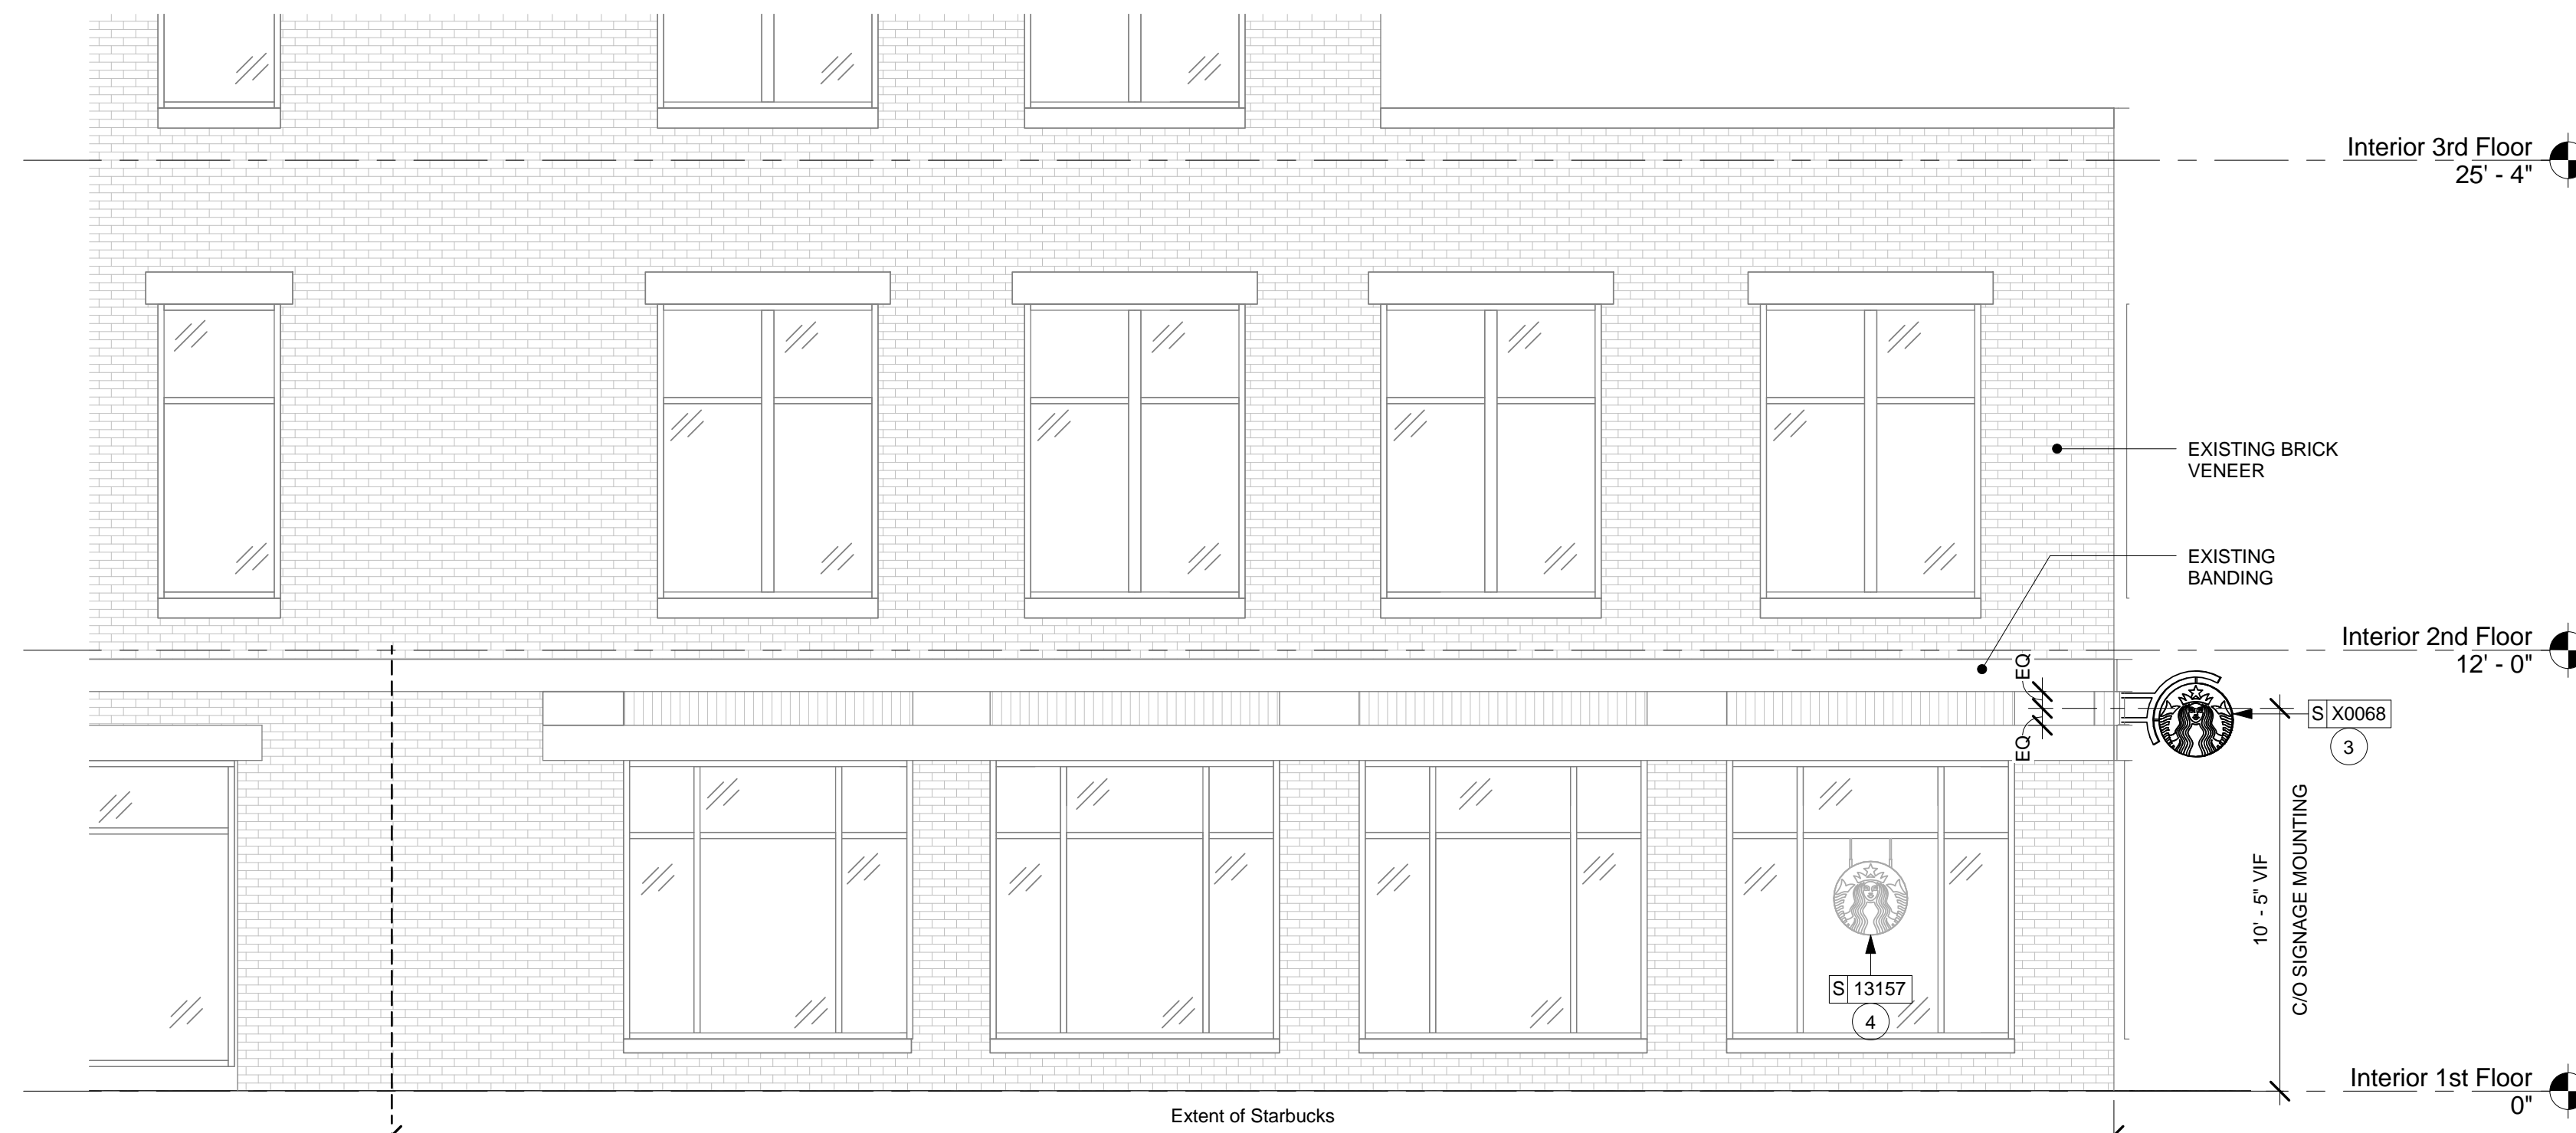 Interior 3rd Floor
25' - 4"
EXISTING BRICK
VENEER
EXISTING
BANDING
Interior 2nd Floor
12' - 0"
EQ
EQ
S X0068
3
10' - 5" VIF
C/O SIGNAGE MOUNTING
S 13157
4
Interior 1st Floor
0"
Extent of Starbucks